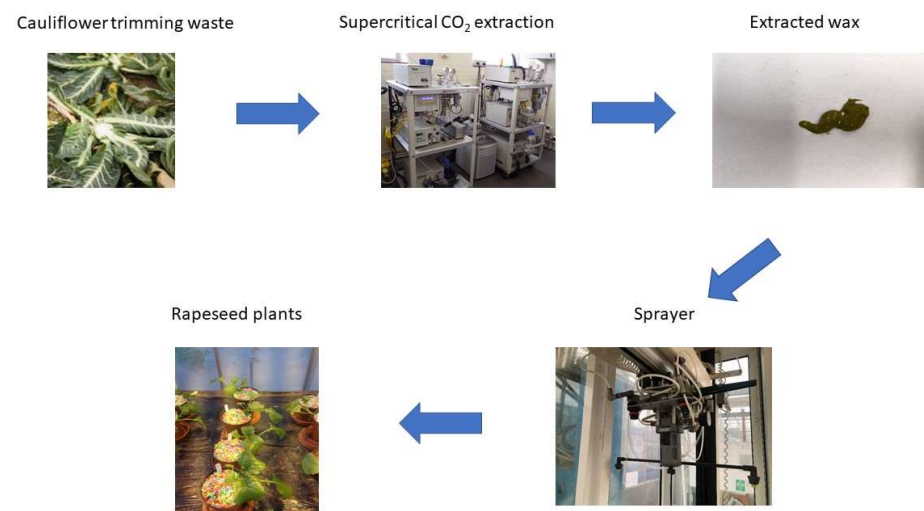 Cauliflower trimming waste
Supercritical CO₂ extraction
Extracted wax
Rapeseed plants
Sprayer